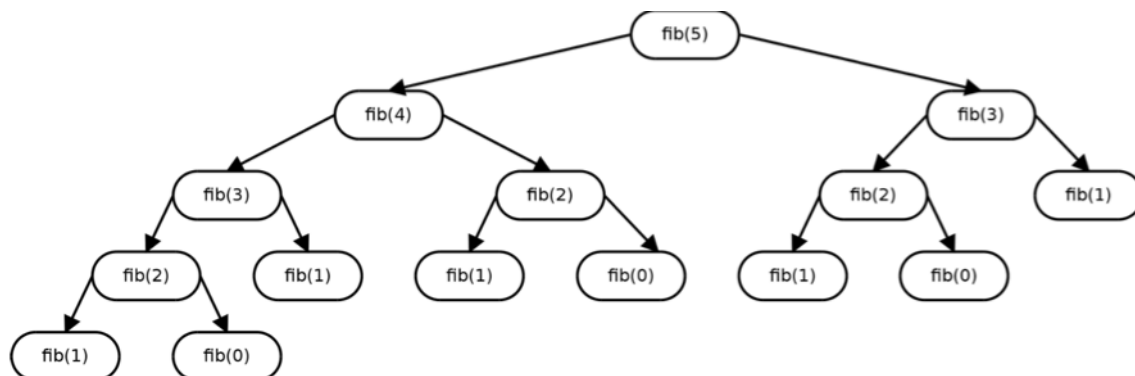 fib(5)
fib(4) fib(3)
fib(3) fib(2) fib(2) fib(1)
fib(2) fib(1) fib(1) fib(0) fib(1) fib(0)
fib(1) fib(0)